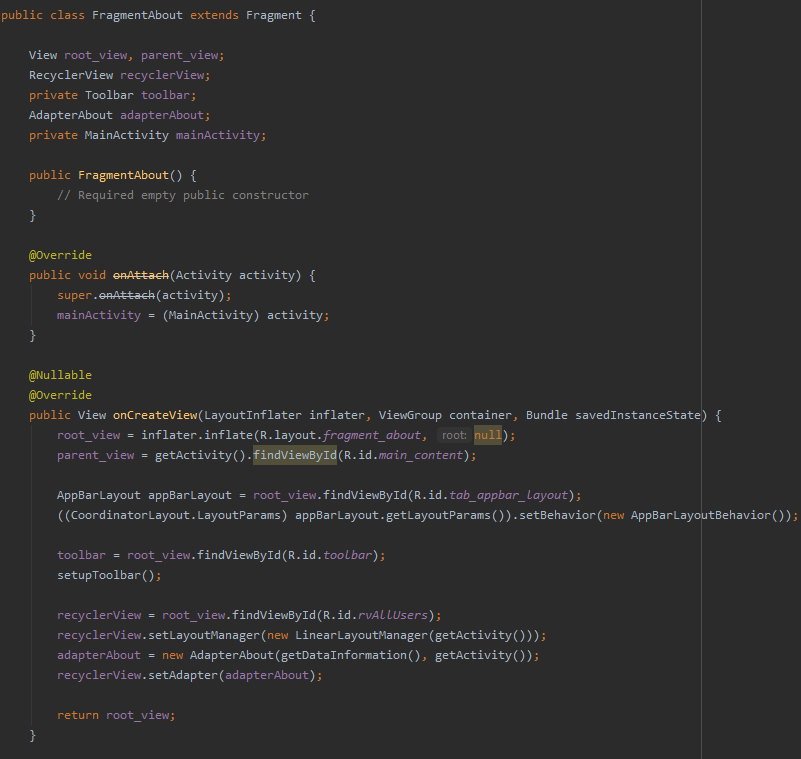 public class FragmentAbout extends Fragment {
View root_view, parent_view;
RecyclerView recyclerView;
private Toolbar toolbar;
AdapterAbout adapterAbout;
private MainActivity mainActivity;
public FragmentAbout() {
// Required empty public constructor
}
@Override
public void onAttach(Activity activity) {
super.onAttach(activity);
mainActivity = (MainActivity) activity;
}
@Nullable
@Override
public View onCreateView(LayoutInflater inflater, ViewGroup container, Bundle savedInstanceState) {
root_view = inflater.inflate(R.layout.fragment_about, root: null);
parent_view = getActivity().findViewById(R.id.main_content);
AppBarLayout appBarLayout = root_view.findViewById(R.id.tab_appbar_layout);
((CoordinatorLayout.LayoutParams) appBarLayout.getLayoutParams()).setBehavior(new AppBarLayoutBehavior());
toolbar = root_view.findViewById(R.id.toolbar);
setupToolbar();
recyclerView = root_view.findViewById(R.id.rvAllUsers);
recyclerView.setLayoutManager(new LinearLayoutManager(getActivity()));
adapterAbout = new AdapterAbout(getDataInformation(), getActivity());
recyclerView.setAdapter(adapterAbout);
return root_view;
}